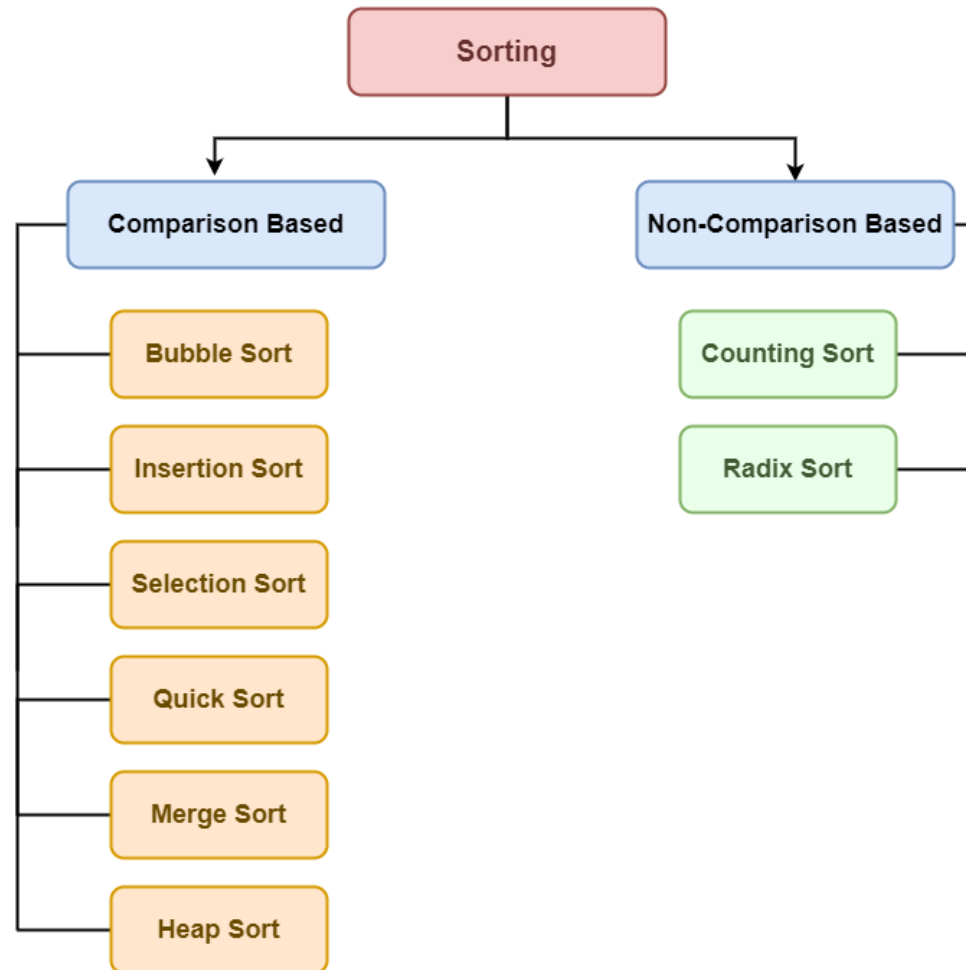 Sorting
Comparison Based
Non-Comparison Based
Bubble Sort
Counting Sort
Insertion Sort
Radix Sort
Selection Sort
Quick Sort
Merge Sort
Heap Sort